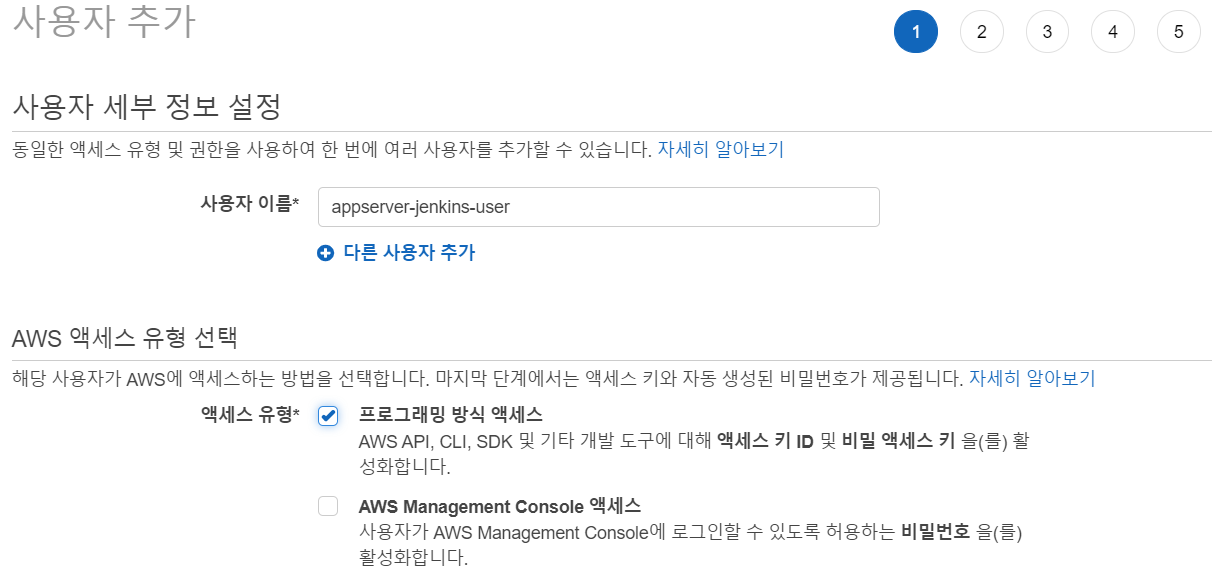 사용자 추가
1 2 3 4 5
사용자 세부 정보 설정
동일한 액세스 유형 및 권한을 사용하여 한 번에 여러 사용자를 추가할 수 있습니다. 자세히 알아보기
사용자 이름* appserver-jenkins-user
다른 사용자 추가
AWS 액세스 유형 선택
해당 사용자가 AWS에 액세스하는 방법을 선택합니다. 마지막 단계에서는 액세스 키와 자동 생성된 비밀번호가 제공됩니다. 자세히 알아보기
액세스 유형* 프로그래밍 방식 액세스
AWS API, CLI, SDK 및 기타 개발 도구에 대해 액세스 키 ID 및 비밀 액세스 키 을(를) 활
성화합니다.
AWS Management Console 액세스
사용자가 AWS Management Console에 로그인할 수 있도록 허용하는 비밀번호 을(를)
활성화합니다.